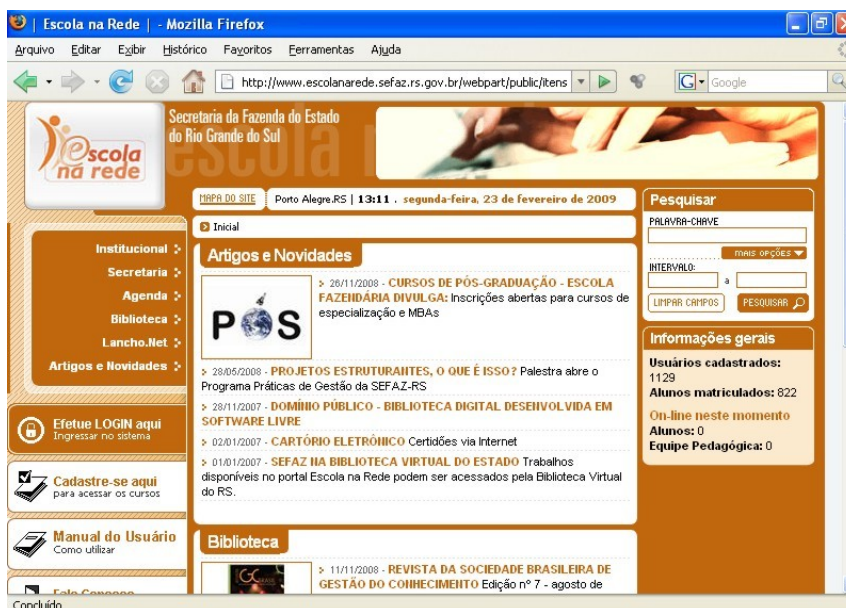 | Escola na Rede | - Mozilla Firefox
Arquivo Editar Exibir Histórico Favoritos Ferramentas Ajuda
http://www.escolanarede.sefaz.rs.gov.br/webpart/public/itens
G Google
Escola
na rede
Secretaria da Fazenda do Estado
do Rio Grande do Sul
escola
MAPA DO SITE
Porto Alegre.RS | 13:11 . segunda-feira, 23 de fevereiro de 2009
Inicial
Institucional
Secretaria
Agenda
Biblioteca
Lancho.Net
Artigos e Novidades
Efetue LOGIN aqui
Ingressar no sistema
Cadastre-se aqui
para acessar os cursos
Manual do Usuário
Como utilizar
Fale Conosco
Artigos e Novidades
PÓS
26/11/2008 - CURSOS DE PÓS-GRADUAÇÃO - ESCOLA
FAZENDÁRIA DIVULGA: Inscrições abertas para cursos de
especialização e MBAs
28/05/2008 - PROJETOS ESTRUTURANTES, O QUE É ISSO? Palestra abre o
Programa Práticas de Gestão da SEFAZ-RS
28/11/2007 - DOMÍNIO PÚBLICO - BIBLIOTECA DIGITAL DESENVOLVIDA EM
SOFTWARE LIVRE
02/01/2007 - CARTÓRIO ELETRÔNICO Certidões via Internet
01/01/2007 - SEFAZ NA BIBLIOTECA VIRTUAL DO ESTADO Trabalhos
disponíveis no portal Escola na Rede podem ser acessados pela Biblioteca Virtual
do RS.
Biblioteca
GC
11/11/2008 - REVISTA DA SOCIEDADE BRASILEIRA DE
GESTÃO DO CONHECIMENTO Edição nº 7 - agosto de
Pesquisar
PALAVRA-CHAVE
MAIS OPÇÕES
INTERVALO:
a
LIMPAR CAMPOS PESQUISAR
Informações gerais
Usuários cadastrados:
1129
Alunos matriculados: 822
On-line neste momento
Alunos: 0
Equipe Pedagógica: 0
Concluído